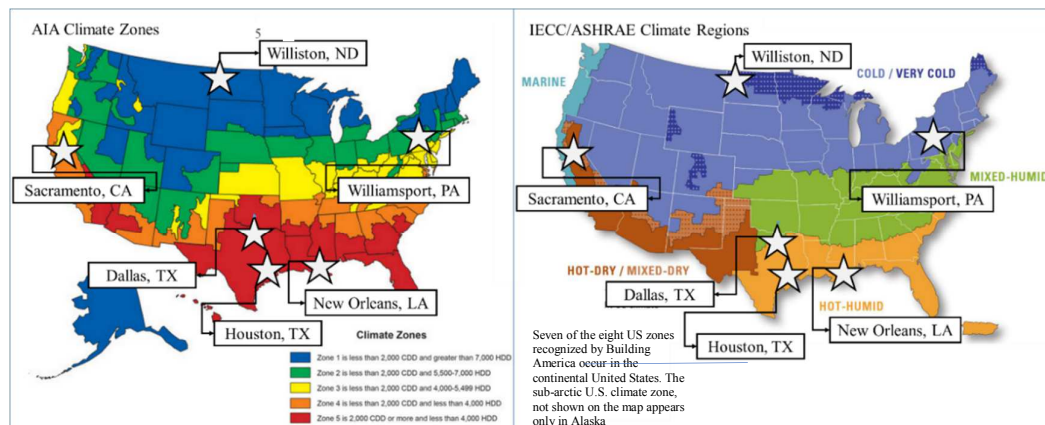 AIA Climate Zones
5
Williston, ND
Sacramento, CA
Williamsport, PA
Dallas, TX
New Orleans, LA
Houston, TX
Climate Zones
Zone 1 is less than 2,000 CDD and greater than 7,000 HDD
Zone 2 is less than 2,000 CDD and 5,500-7,000 HDD
Zone 3 is less than 2,000 CDD and 4,000-5,499 HDD
Zone 4 is less than 2,000 CDD and less than 4,000 HDD
Zone 5 is 2,000 CDD or more and less than 4,000 HDD
IECC/ASHRAE Climate Regions
Williston, ND
MARINE
COLD / VERY COLD
Sacramento, CA
MIXED-HUMID
Williamsport, PA
HOT-DRY / MIXED-DRY
Dallas, TX
HOT-HUMID
New Orleans, LA
Houston, TX
Seven of the eight US zones
recognized by Building
America occur in the
continental United States. The
sub-arctic U.S. climate zone,
not shown on the map appears
only in Alaska